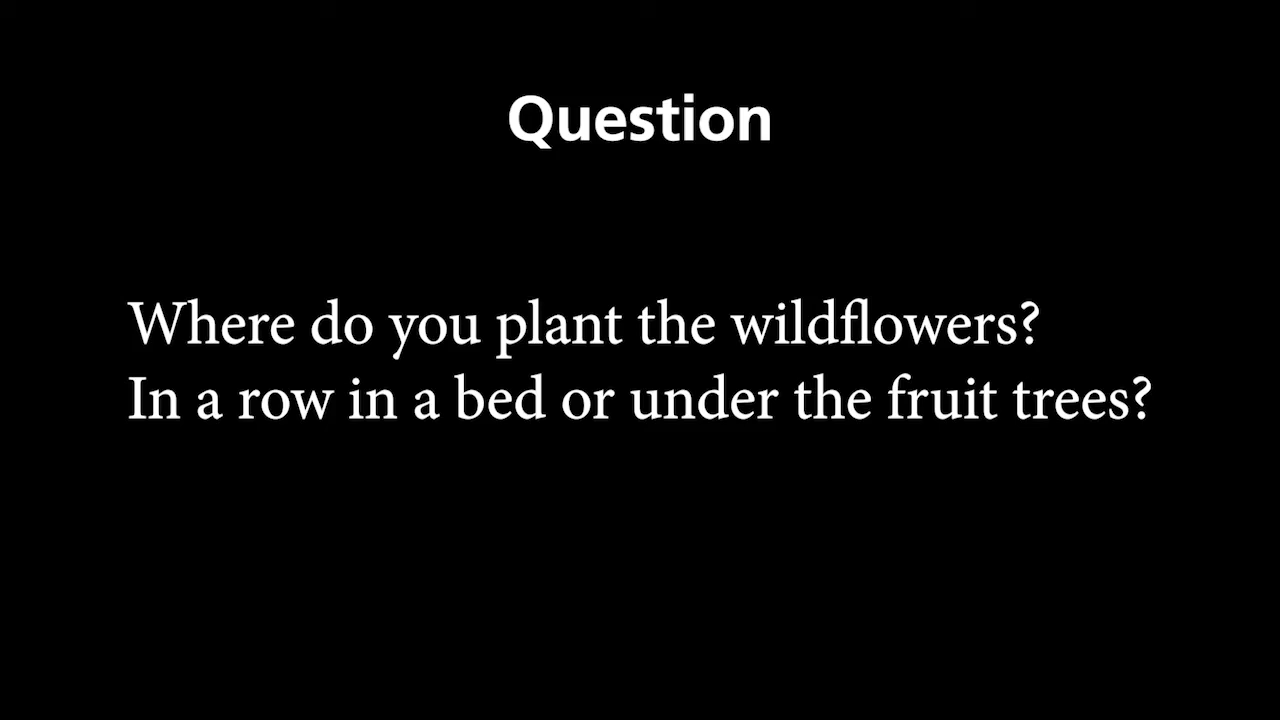 Question
Where do you plant the wildflowers?
In a row in a bed or under the fruit trees?